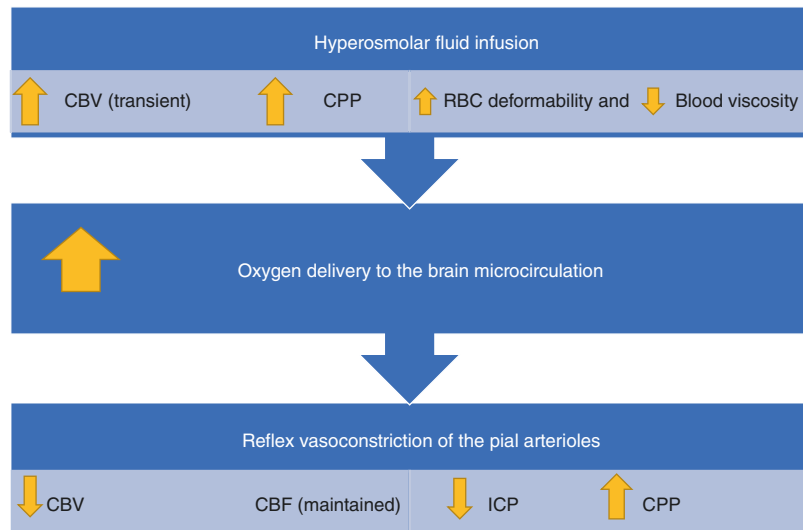 Hyperosmolar fluid infusion
CBV (transient) CPP RBC deformability and Blood viscosity
Oxygen delivery to the brain microcirculation
Reflex vasoconstriction of the pial arterioles
CBV CBF (maintained) ICP CPP